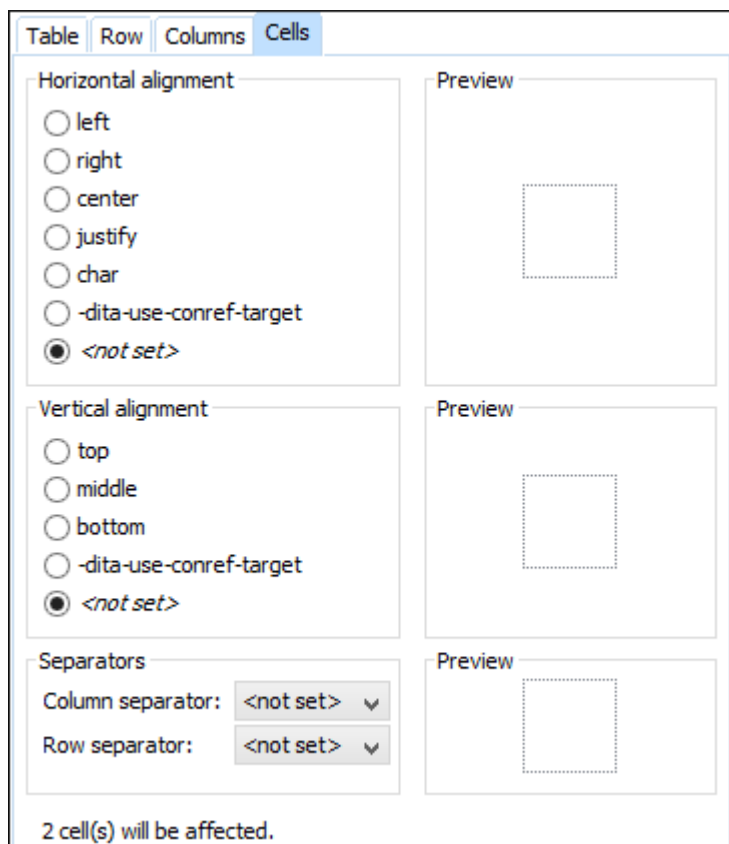 Table Row Columns Cells
Horizontal alignment
left
right
center
justify
char
-dita-use-conref-target
<not set>
Preview
Vertical alignment
top
middle
bottom
-dita-use-conref-target
<not set>
Preview
Separators
Column separator: <not set>
Row separator: <not set>
Preview
2 cell(s) will be affected.